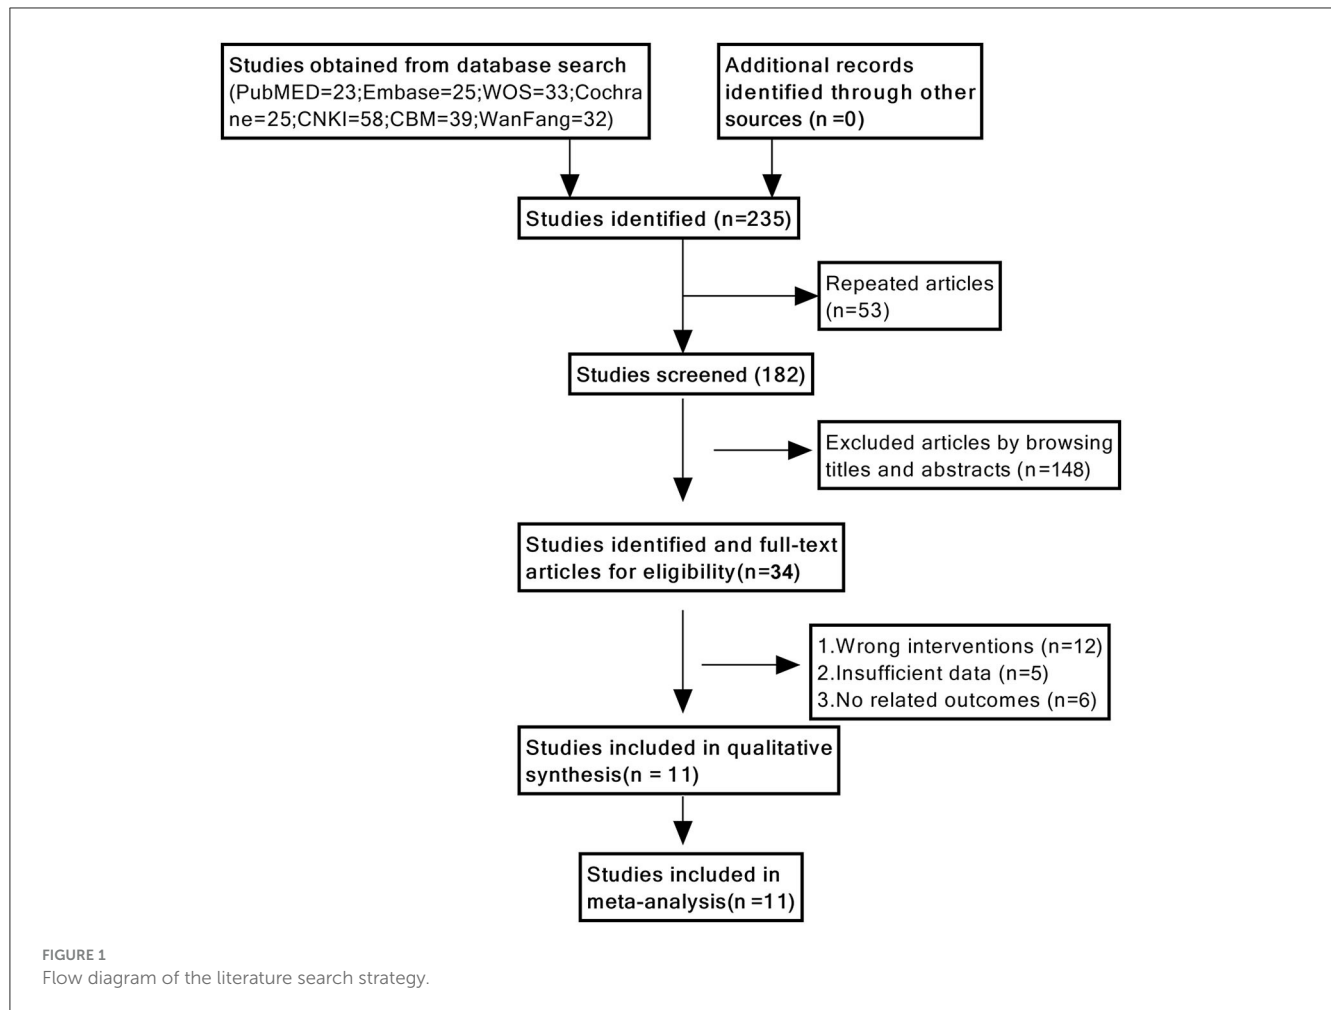 Studies obtained from database search
(PubMED=23;Embase=25;WOS=33;Cochra
ne=25;CNKI=58;CBM=39;WanFang=32)
Additional records
identified through other
sources (n =0)
Studies identified (n=235)
Repeated articles
(n=53)
Studies screened (182)
Excluded articles by browsing
titles and abstracts (n=148)
Studies identified and full-text
articles for eligibility(n=34)
1.Wrong interventions (n=12)
2.Insufficient data (n=5)
3.No related outcomes (n=6)
Studies included in qualitative
synthesis(n = 11)
Studies included in
meta-analysis(n =11)
FIGURE 1
Flow diagram of the literature search strategy.